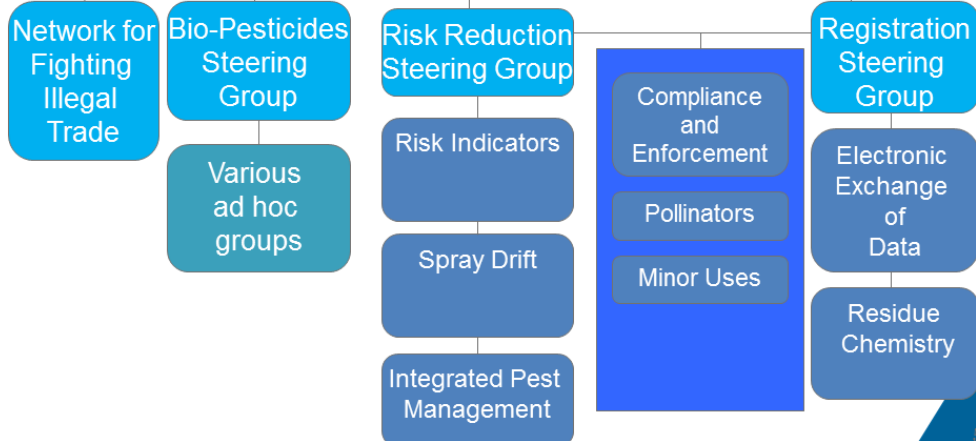 Network for
Fighting
Illegal
Trade
Bio-Pesticides
Steering
Group
Various
ad hoc
groups
Risk Reduction
Steering Group
Risk Indicators
Spray Drift
Integrated Pest
Management
Compliance
and
Enforcement
Pollinators
Minor Uses
Registration
Steering
Group
Electronic
Exchange
of
Data
Residue
Chemistry